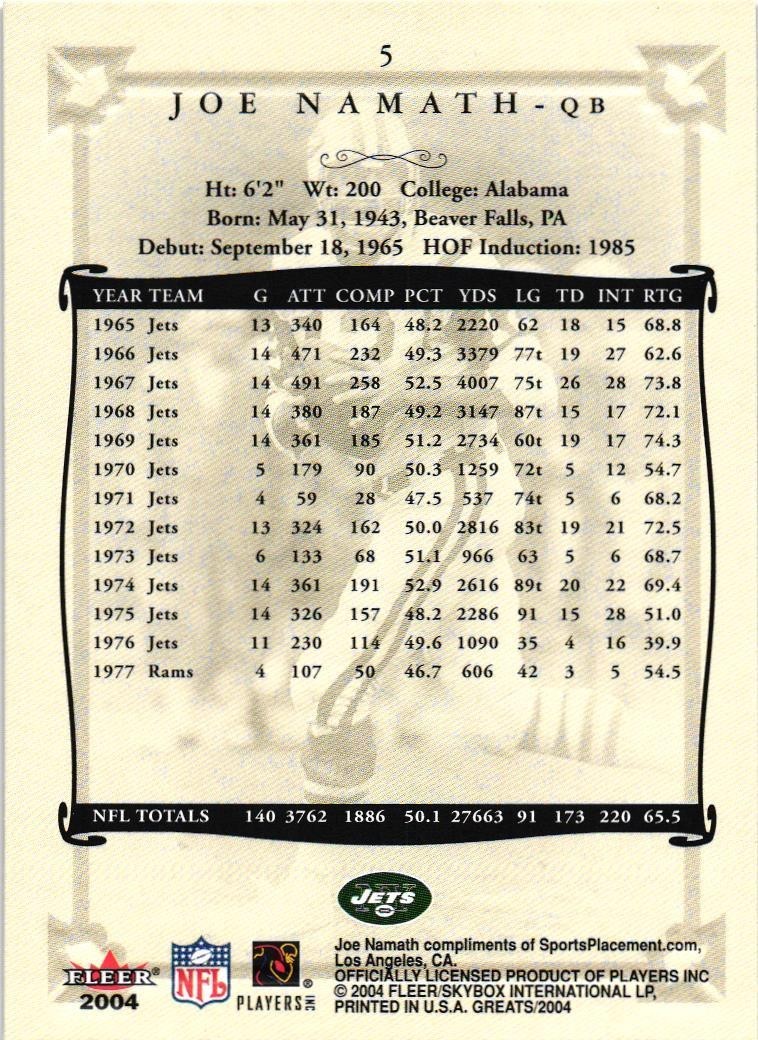 5
JOE NAMATH - QB
Ht: 6'2" Wt: 200 College: Alabama
Born: May 31, 1943, Beaver Falls, PA
Debut: September 18, 1965 HOF Induction: 1985
YEAR TEAM G ATT COMP PCT YDS LG TD INT RTG
1965 Jets 13 340 164 48.2 2220 62 18 15 68.8
1966 Jets 14 471 232 49.3 3379 77t 19 27 62.6
1967 Jets 14 491 258 52.5 4007 75t 26 28 73.8
1968 Jets 14 380 187 49.2 3147 87t 15 17 72.1
1969 Jets 14 361 185 51.2 2734 60t 19 17 74.3
1970 Jets 5 179 90 50.3 1259 72t 5 12 54.7
1971 Jets 4 59 28 47.5 537 74t 5 6 68.2
1972 Jets 13 324 162 50.0 2816 83t 19 21 72.5
1973 Jets 6 133 68 51.1 966 63 5 6 68.7
1974 Jets 14 361 191 52.9 2616 89t 20 22 69.4
1975 Jets 14 326 157 48.2 2286 91 15 28 51.0
1976 Jets 11 230 114 49.6 1090 35 4 16 39.9
1977 Rams 4 107 50 46.7 606 42 3 5 54.5
NFL TOTALS 140 3762 1886 50.1 27663 91 173 220 65.5
NY JETS
FLEER®
2004
NFL
PLAYERS INC ®
Joe Namath compliments of SportsPlacement.com,
Los Angeles, CA.
OFFICIALLY LICENSED PRODUCT OF PLAYERS INC
© 2004 FLEER/SKYBOX INTERNATIONAL LP,
PRINTED IN U.S.A. GREATS/2004